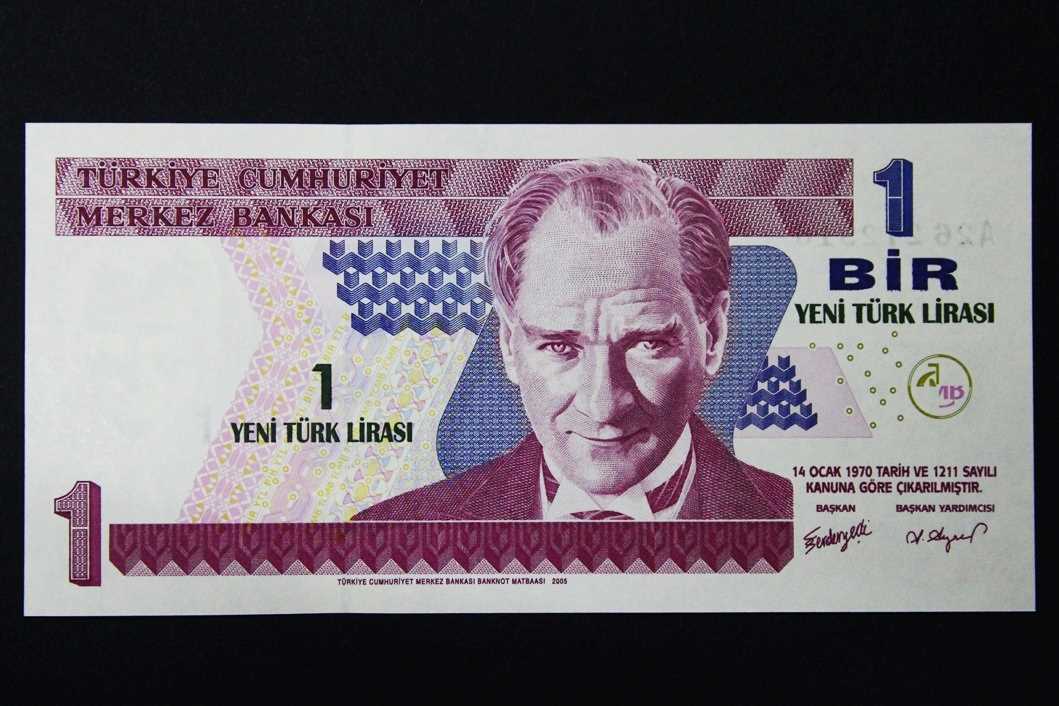 TÜRKİYE CUMHURİYET
MERKEZ BANKASI
1
BİR
YENİ TÜRK LİRASI
1
YENİ TÜRK LİRASI
14 OCAK 1970 TARİH VE 1211 SAYILI
KANUNA GÖRE ÇIKARILMIŞTIR.
BAŞKAN BAŞKAN YARDIMCISI
1
TÜRKİYE CUMHURİYET MERKEZ BANKASI BANKNOT MATBAASI 2005